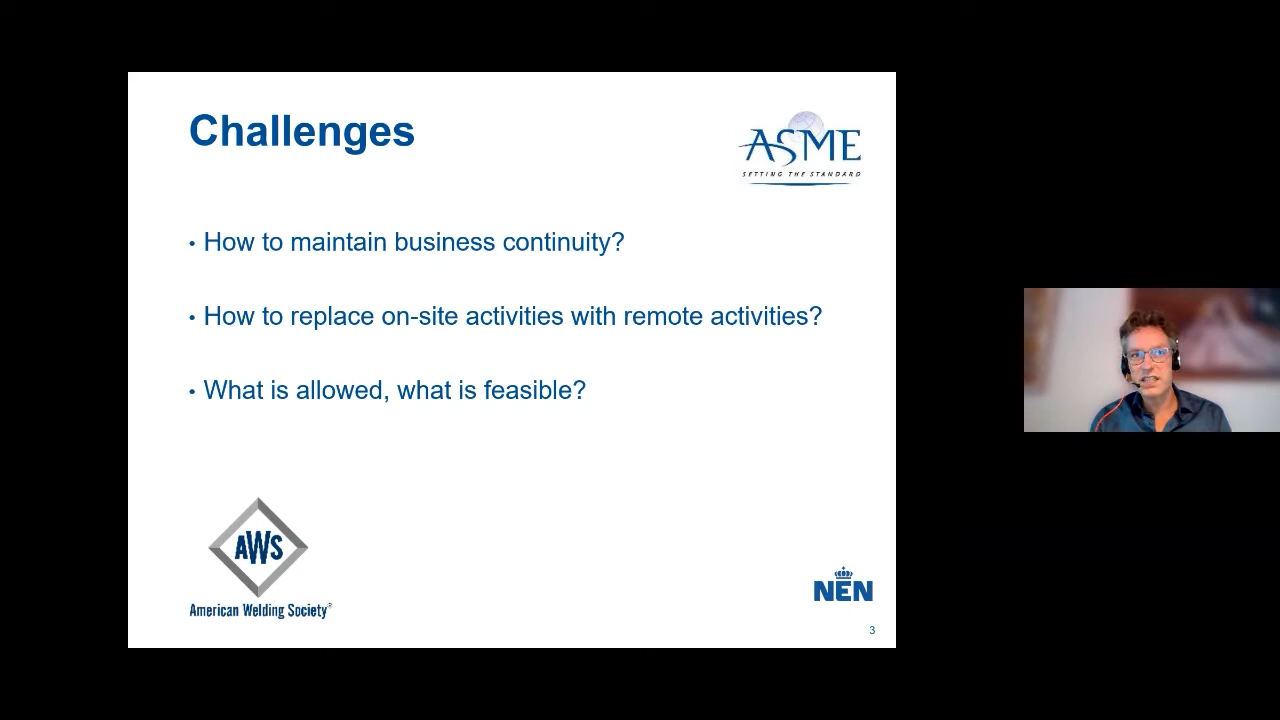 Challenges
ASME
SETTING THE STANDARD
• How to maintain business continuity?
• How to replace on-site activities with remote activities?
• What is allowed, what is feasible?
AWS
American Welding Society®
NEN
3